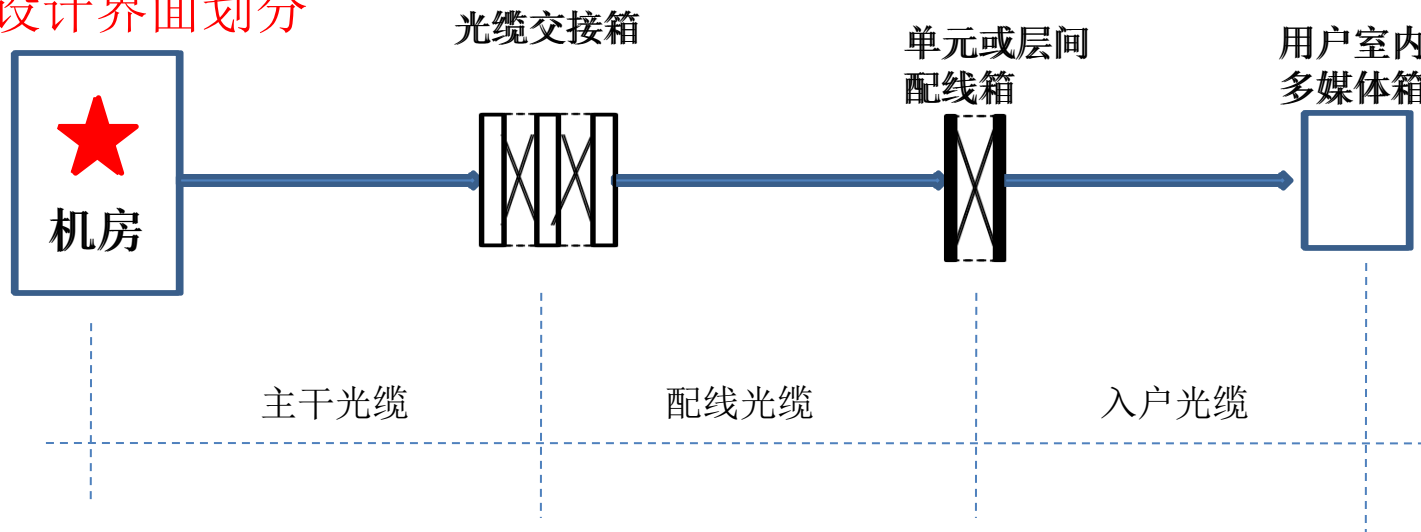 设计界面划分
光缆交接箱
单元或层间
配线箱
用户室内
多媒体箱
机房
主干光缆
配线光缆
入户光缆